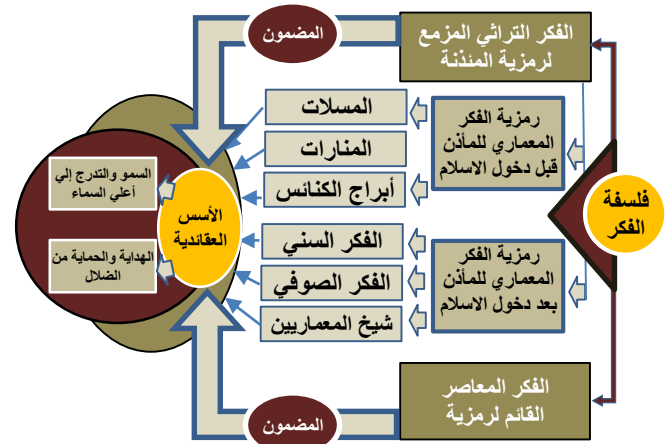 فلسفة
الفكر
الفكر التراثي المزمع
لرمزية المئذنة
المضمون
رمزية الفكر
المعماري للمأذن
قبل دخول الاسلام
المسلات
المنارات
أبراج الكنائس
رمزية الفكر
المعماري للمأذن
بعد دخول الاسلام
الفكر السني
الفكر الصوفي
شيخ المعماريين
الأسس
العقائدية
السمو والتدرج إلي
أعلي السماء
الهداية والحماية من
الضلال
الفكر المعاصر
القائم لرمزية
المضمون